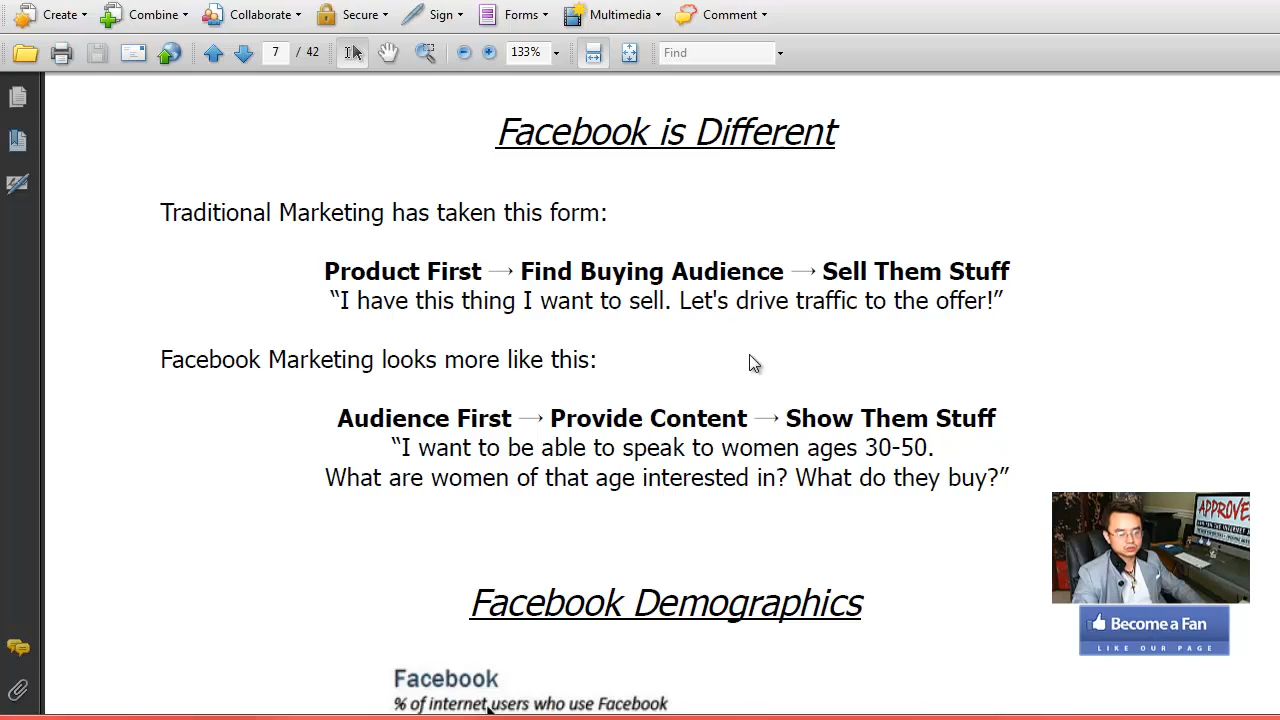 Create Combine Collaborate Secure Sign Forms Multimedia Comment
7 / 42 133% Find
Facebook is Different
Traditional Marketing has taken this form:
Product First → Find Buying Audience → Sell Them Stuff
“I have this thing I want to sell. Let's drive traffic to the offer!”
Facebook Marketing looks more like this:
Audience First → Provide Content → Show Them Stuff
“I want to be able to speak to women ages 30-50.
What are women of that age interested in? What do they buy?”
APPROVE
Become a Fan
LIKE OUR PAGE
Facebook Demographics
Facebook
% of internet users who use Facebook